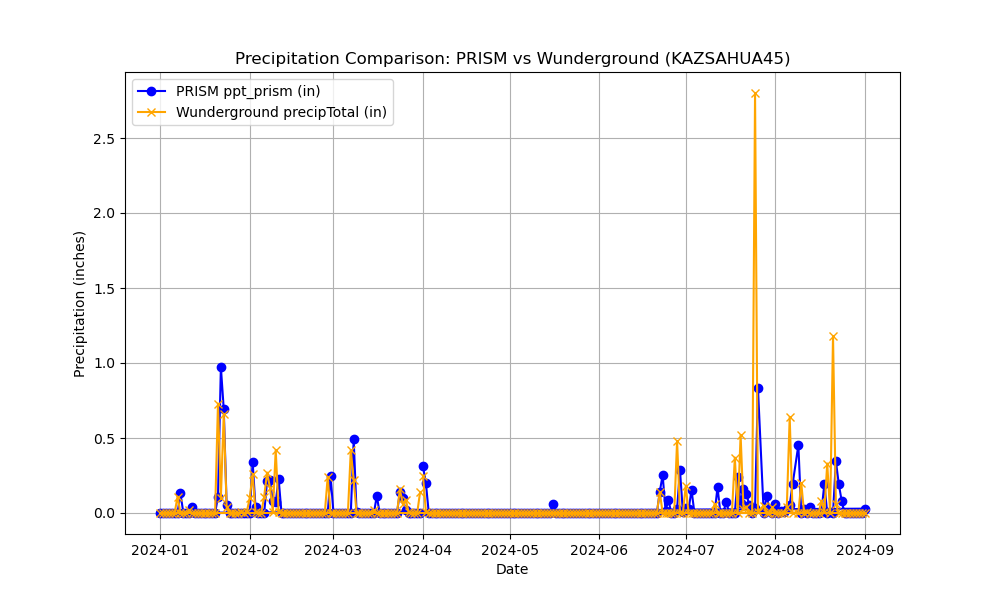 Precipitation Comparison: PRISM vs Wunderground (KAZSAHUA45)
PRISM ppt_prism (in)
Wunderground precipTotal (in)
Precipitation (inches)
2.5
2.0
1.5
1.0
0.5
0.0
2024-01 2024-02 2024-03 2024-04 2024-05 2024-06 2024-07 2024-08 2024-09
Date